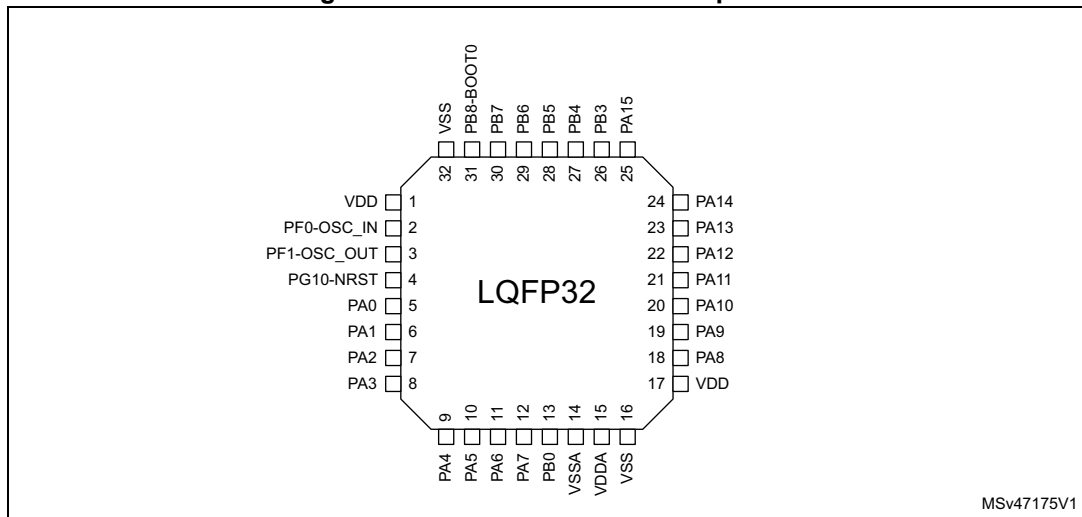 VSS
PB8-BOOT0
PB7
PB6
PB5
PB4
PB3
PA15
32
31
30
29
28
27
26
25
VDD 1
PF0-OSC_IN 2
PF1-OSC_OUT 3
PG10-NRST 4
PA0 5
PA1 6
PA2 7
PA3 8
LQFP32
24 PA14
23 PA13
22 PA12
21 PA11
20 PA10
19 PA9
18 PA8
17 VDD
9
10
11
12
13
14
15
16
PA4
PA5
PA6
PA7
PB0
VSSA
VDDA
VSS
MSv47175V1